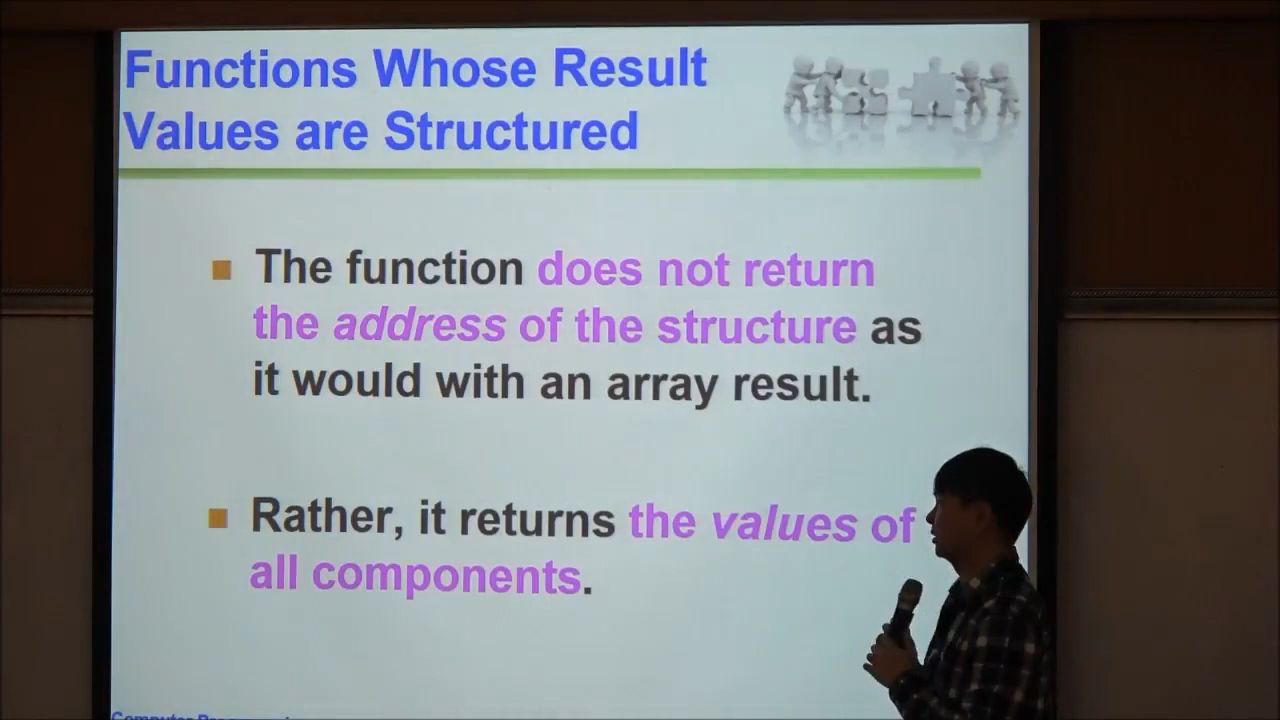 Functions Whose Result
Values are Structured
The function does not return
the address of the structure as
it would with an array result.
Rather, it returns the values of
all components.